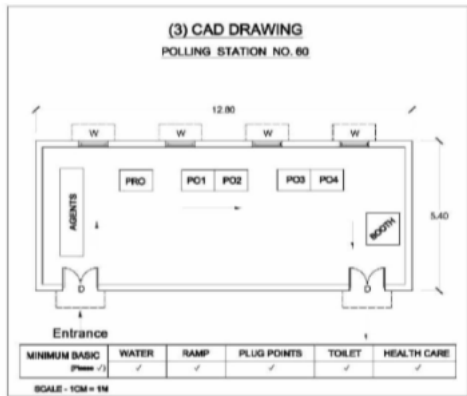 (3) CAD DRAWING
POLLING STATION NO. 60
12.80
W W W W
PRO PO1 PO2 PO3 PO4
AGENTS
BOOTH
5.40
D D
Entrance
MINIMUM BASIC WATER RAMP PLUG POINTS TOILET HEALTH CARE
(Please ✓) ✓ ✓ ✓ ✓ ✓
SCALE - 1CM = 1M